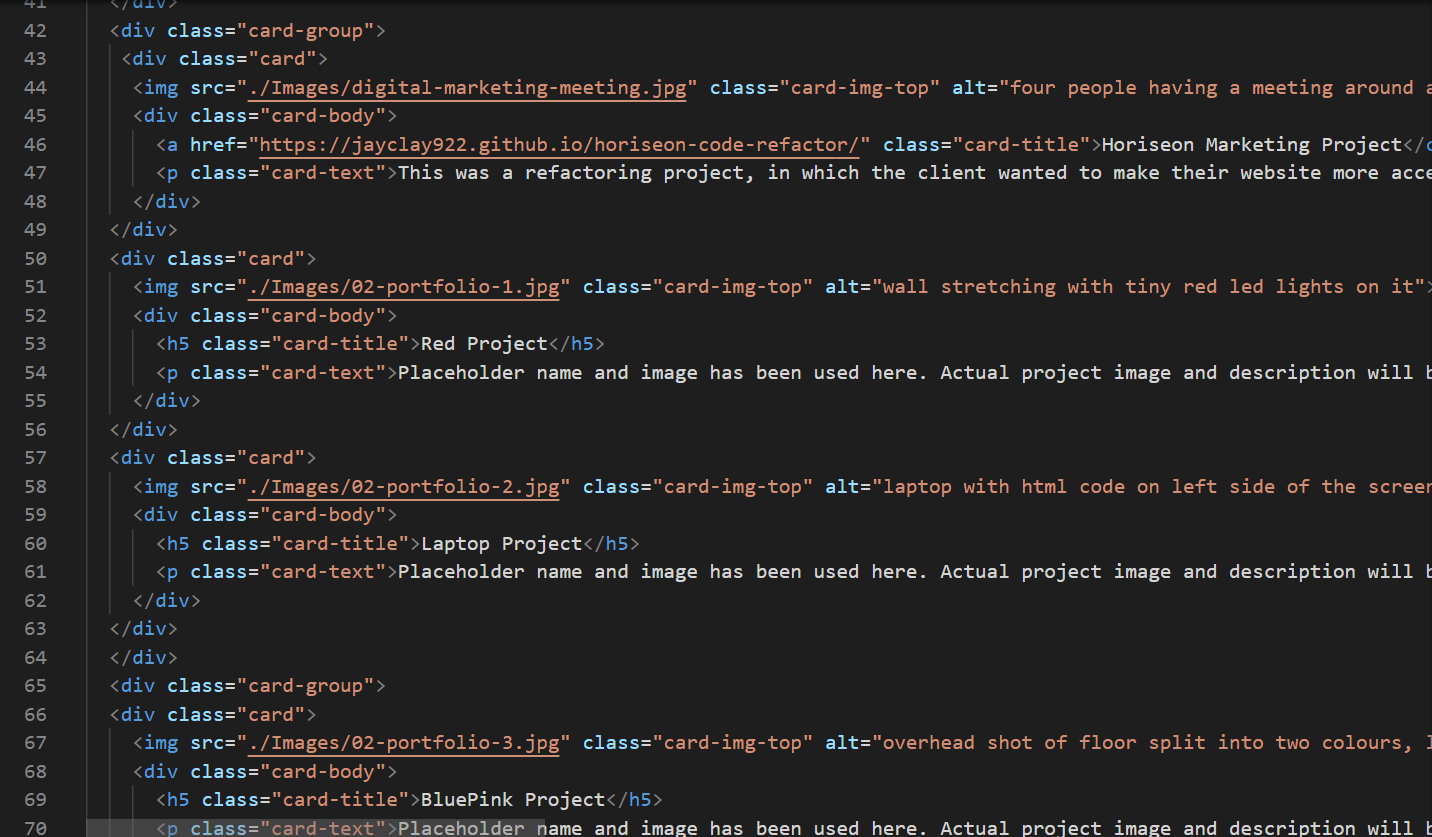 41 </div>
42 <div class="card-group">
43 <div class="card">
44 <img src="./Images/digital-marketing-meeting.jpg" class="card-img-top" alt="four people having a meeting around
45 <div class="card-body">
46 <a href="https://jayclay922.github.io/horiseon-code-refactor/" class="card-title">Horiseon Marketing Project</
47 <p class="card-text">This was a refactoring project, in which the client wanted to make their website more
48 </div>
49 </div>
50 <div class="card">
51 <img src="./Images/02-portfolio-1.jpg" class="card-img-top" alt="wall stretching with tiny red led lights on it">
52 <div class="card-body">
53 <h5 class="card-title">Red Project</h5>
54 <p class="card-text">Placeholder name and image has been used here. Actual project image and description will
55 </div>
56 </div>
57 <div class="card">
58 <img src="./Images/02-portfolio-2.jpg" class="card-img-top" alt="laptop with html code on left side of the screen
59 <div class="card-body">
60 <h5 class="card-title">Laptop Project</h5>
61 <p class="card-text">Placeholder name and image has been used here. Actual project image and description will
62 </div>
63 </div>
64 </div>
65 <div class="card-group">
66 <div class="card">
67 <img src="./Images/02-portfolio-3.jpg" class="card-img-top" alt="overhead shot of floor split into two colours,
68 <div class="card-body">
69 <h5 class="card-title">BluePink Project</h5>
70 <p class="card-text">Placeholder name and image has been used here. Actual project image and description will